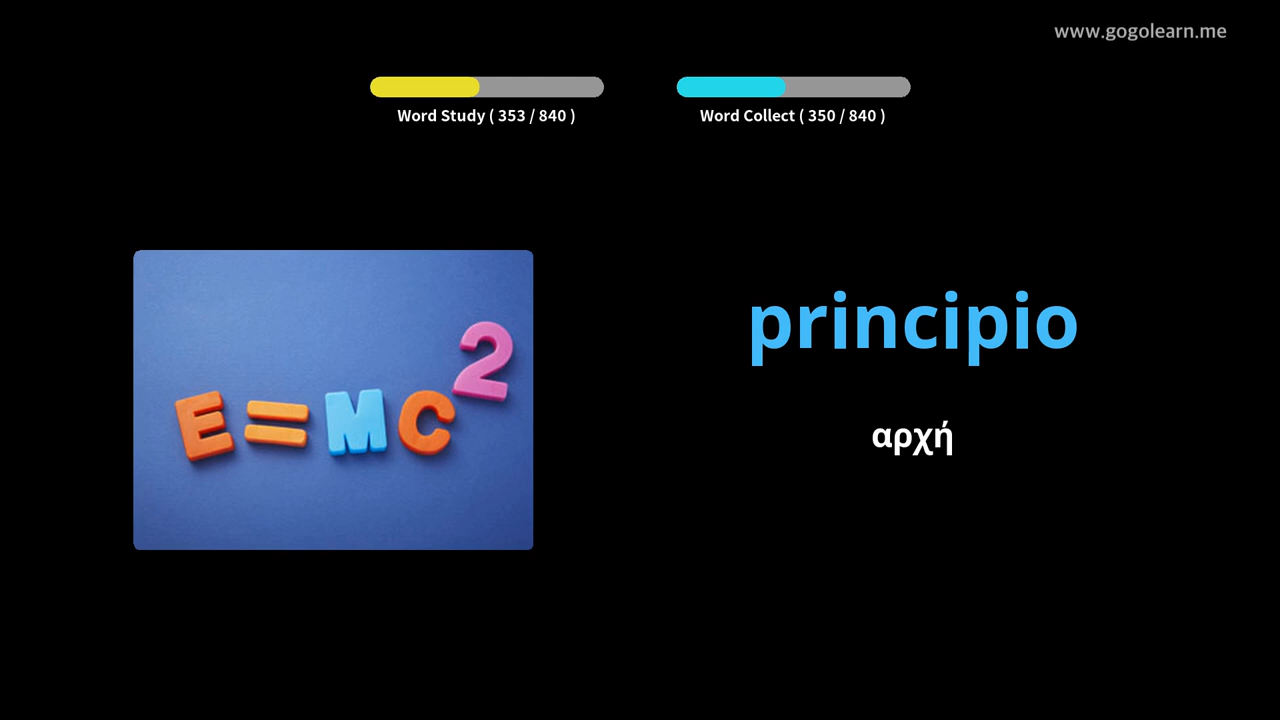 www.gogolearn.me
Word Study ( 353 / 840 )
Word Collect ( 350 / 840 )
E=MC²
principio
αρχή